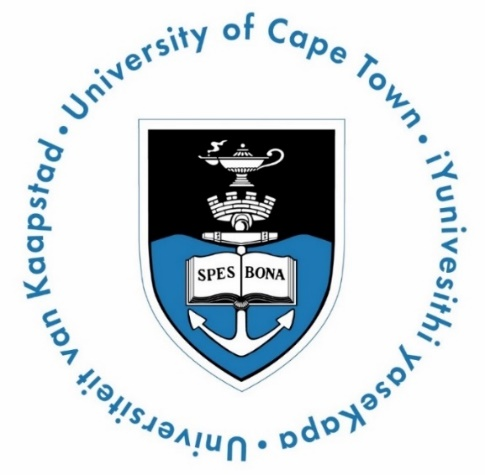 University of Cape Town • iYunivesithi yaseKapa • Universiteit van Kaapstad •
SPES BONA